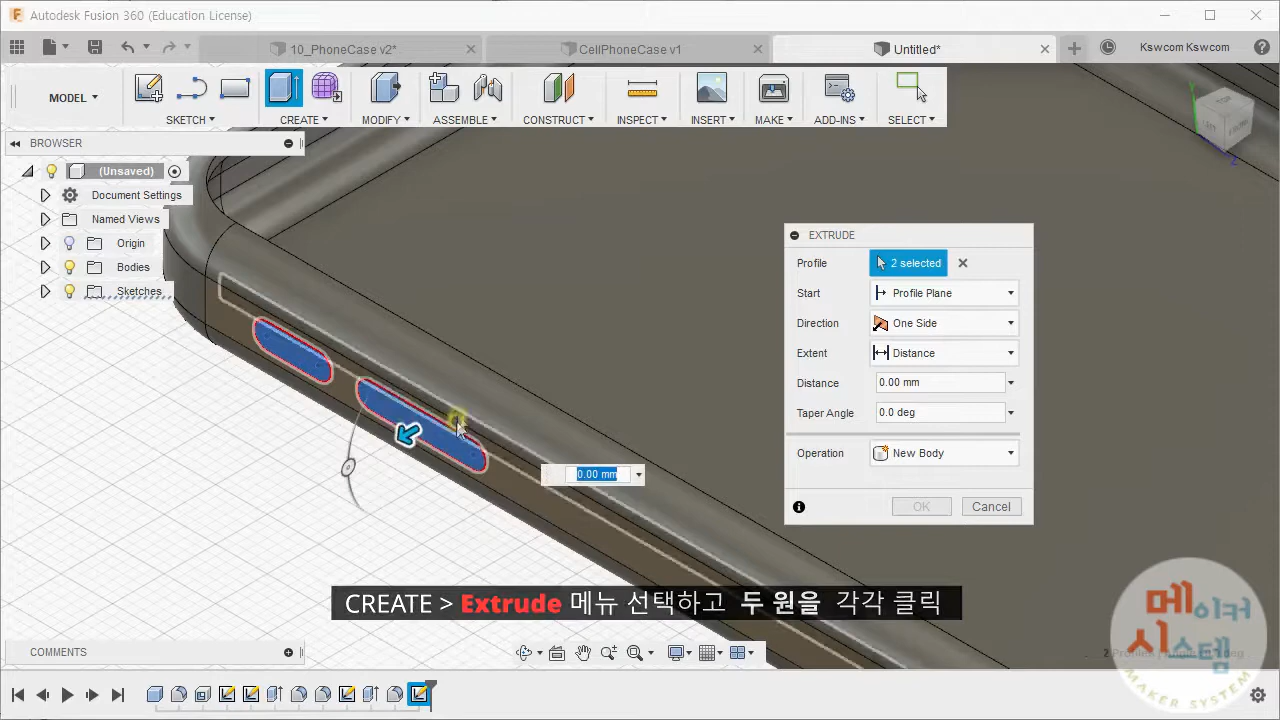 Autodesk Fusion 360 (Education License)
10_PhoneCase v2*
CellPhoneCase v1
Untitled*
Kswcom Kswcom
MODEL
SKETCH
CREATE
MODIFY
ASSEMBLE
CONSTRUCT
INSPECT
INSERT
MAKE
ADD-INS
SELECT
BROWSER
(Unsaved)
Document Settings
Named Views
Origin
Bodies
Sketches
EXTRUDE
Profile 2 selected
Start Profile Plane
Direction One Side
Extent Distance
Distance 0.00 mm
Taper Angle 0.0 deg
Operation New Body
OK Cancel
0.00 mm
CREATE > Extrude 메뉴 선택하고 두 원을 각각 클릭
메이커
시스템
MAKER SYSTEM
COMMENTS